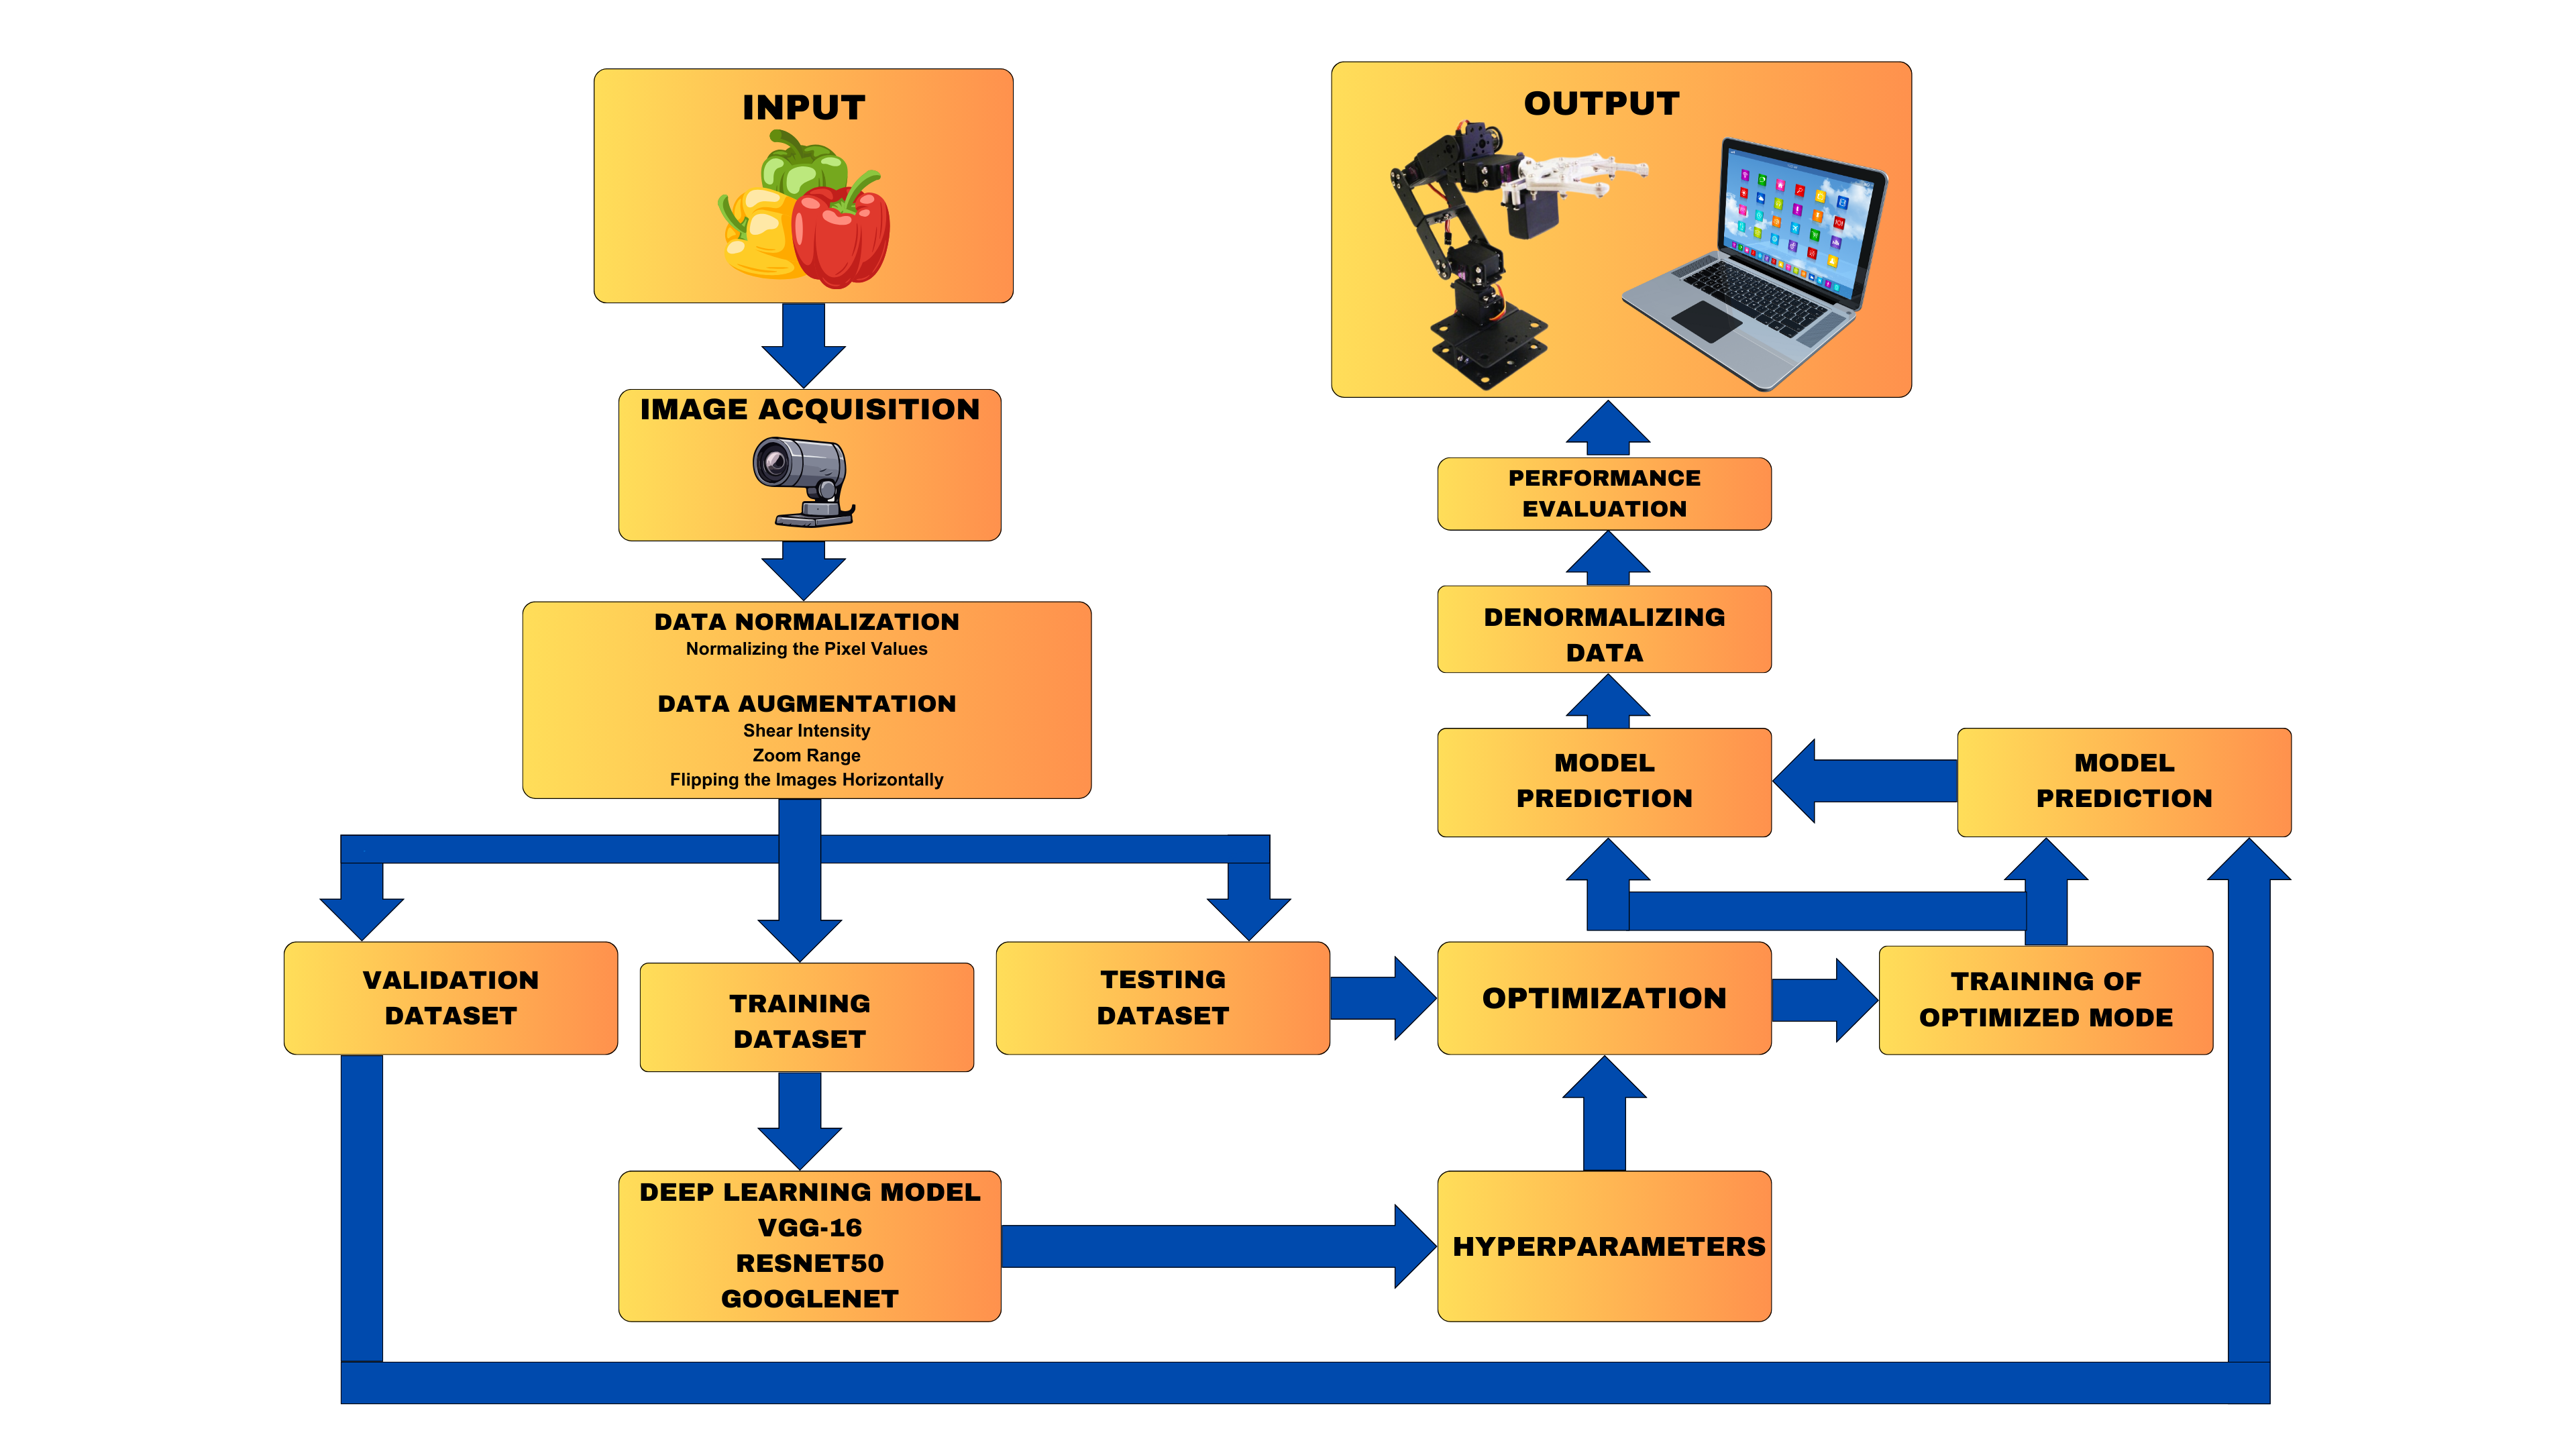 INPUT
IMAGE ACQUISITION
DATA NORMALIZATION
Normalizing the Pixel Values
DATA AUGMENTATION
Shear Intensity
Zoom Range
Flipping the Images Horizontally
VALIDATION
DATASET
TRAINING
DATASET
TESTING
DATASET
DEEP LEARNING MODEL
VGG-16
RESNET50
GOOGLENET
HYPERPARAMETERS
OPTIMIZATION
TRAINING OF
OPTIMIZED MODE
MODEL
PREDICTION
MODEL
PREDICTION
DENORMALIZING
DATA
PERFORMANCE
EVALUATION
OUTPUT